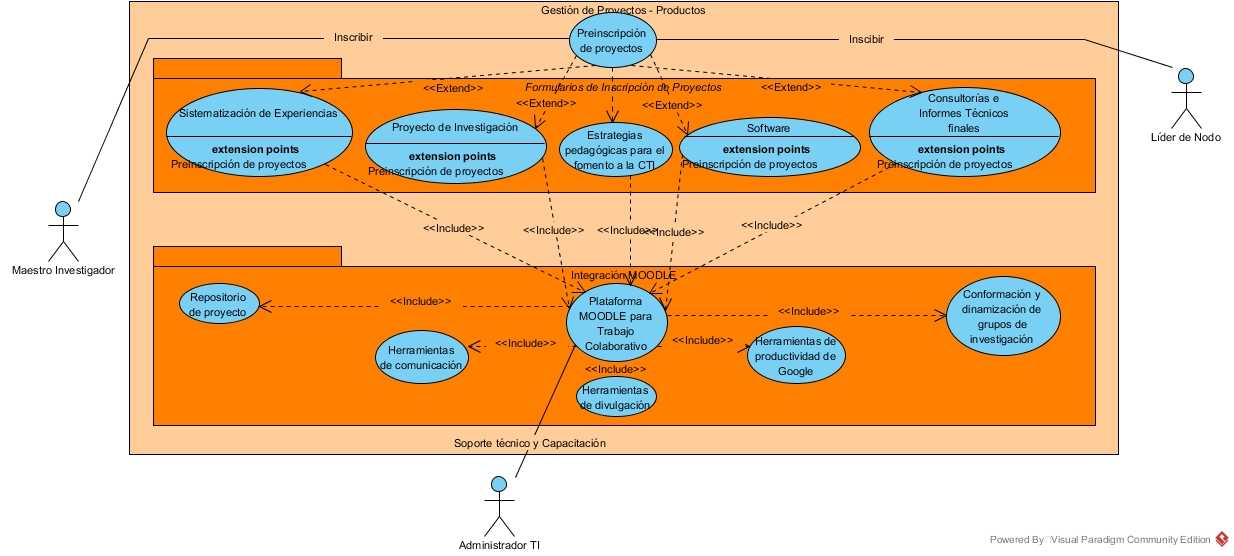 Gestión de Proyectos - Productos
Preinscripción
de proyectos
Inscribir
Inscibir
Líder de Nodo
Maestro Investigador
Formularios de Inscripción de Proyectos
<<Extend>>
<<Extend>>
<<Extend>>
<<Extend>>
Sistematización de Experiencias
extension points
Preinscripción de proyectos
Proyecto de Investigación
extension points
Preinscripción de proyectos
Estrategias
pedagógicas para el
fomento a la CTI
Software
extension points
Preinscripción de proyectos
Consultorías e
Informes Técnicos
finales
extension points
Preinscripción de proyectos
<<Include>>
<<Include>>
<<Include>>
<<Include>>
<<Include>>
Integración MOODLE
Repositorio
de proyecto
<<Include>>
Plataforma
MOODLE para
Trabajo
Colaborativo
<<Include>>
Conformación y
dinamización de
grupos de
investigación
Herramientas
de comunicación
<<Include>>
<<Include>>
Herramientas de
productividad de
Google
<<Include>>
Herramientas
de divulgación
Soporte técnico y Capacitación
Administrador TI
Powered By Visual Paradigm Community Edition